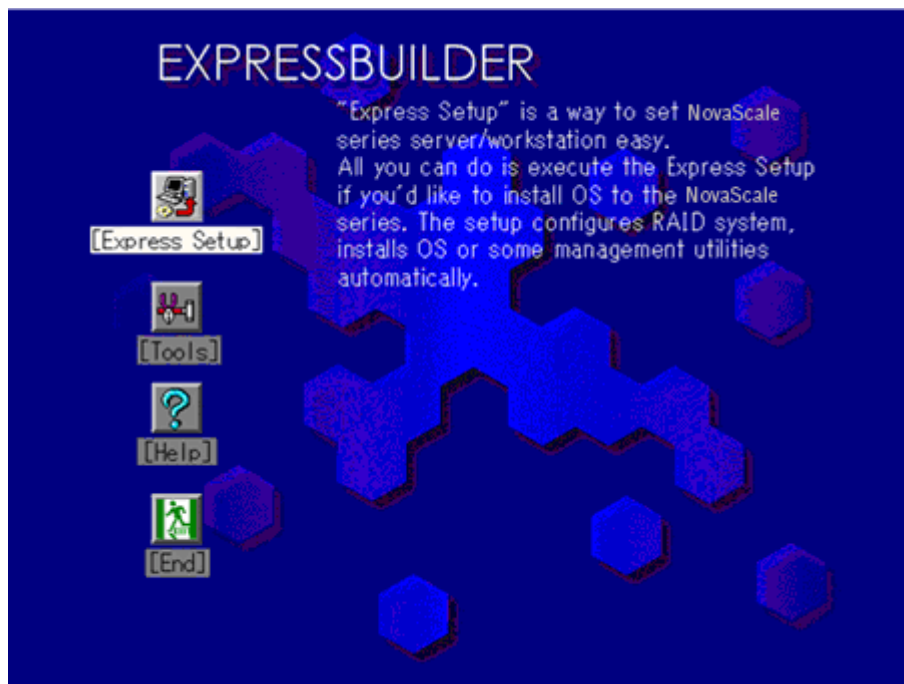 EXPRESSBUILDER
"Express Setup" is a way to set NovaScale
series server/workstation easy.
All you can do is execute the Express Setup
if you'd like to install OS to the NovaScale
series. The setup configures RAID system,
installs OS or some management utilities
automatically.
[Express Setup]
[Tools]
[Help]
[End]